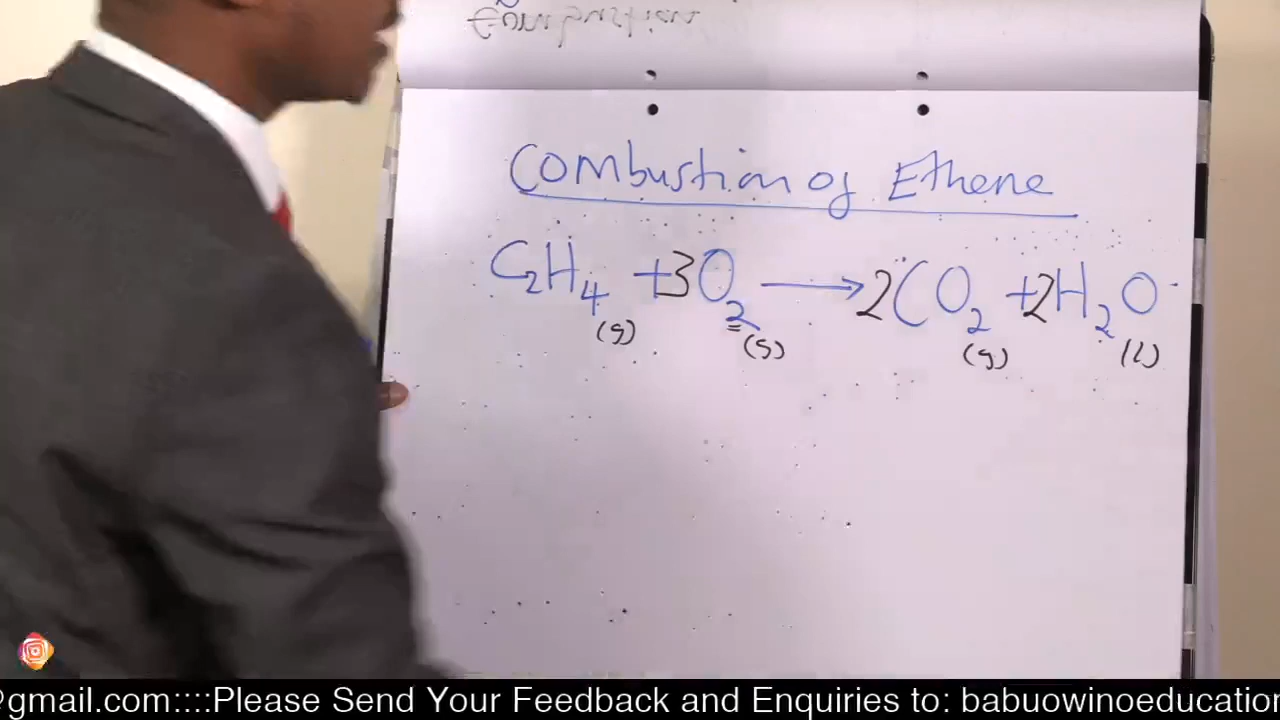 Combustion of Ethene
C₂H₄ + 3O₂ ⟶ 2CO₂ + 2H₂O
(g) (g) (g) (l)
@gmail.com::::Please Send Your Feedback and Enquiries to: babuowinoeducation